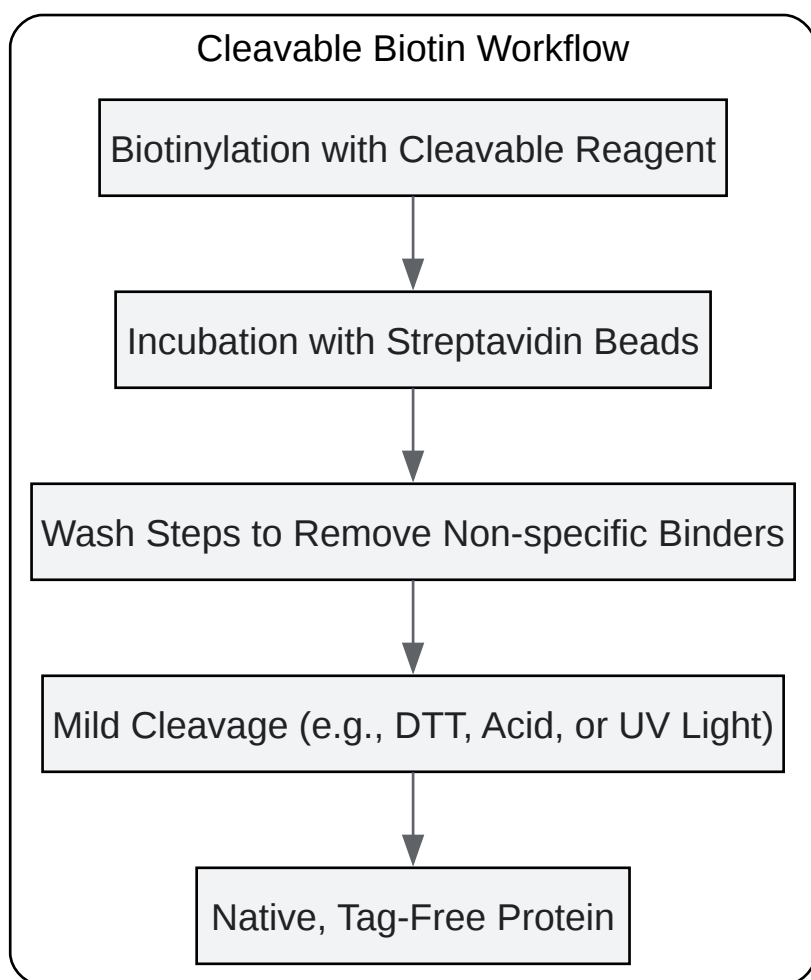 Cleavable Biotin Workflow
Biotinylation with Cleavable Reagent
Incubation with Streptavidin Beads
Wash Steps to Remove Non-specific Binders
Mild Cleavage (e.g., DTT, Acid, or UV Light)
Native, Tag-Free Protein